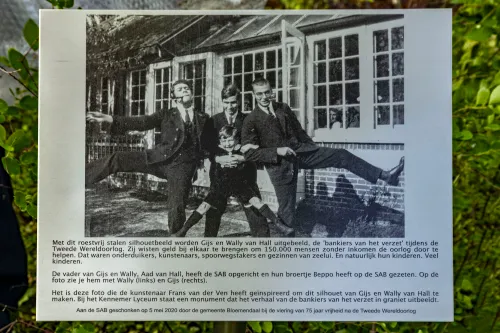 Met dit roestvrij stalen silhouetbeeld worden Gijs en Wally van Hall uitgebeeld, de 'bankiers van het verzet' tijdens de
Tweede Wereldoorlog. Zij wisten geld bij elkaar te brengen en daarmee honderden van 150.000 mensen zonder inkomen de oorlog door te
helpen. Dat waren onderduikers, kunstenaars, spoorwegstakers en gezinnen van zeelui. En natuurlijk hun kinderen. Veel
kinderen.
De vader van Gijs en Wally, Aad van Hall, heeft de SAB opgericht en hun broertje Beppo heeft op de SAB gezeten. Op de
foto zie je hem met Wally (links) en Gijs (rechts).
Het is deze foto die de kunstenaar Frans van der Ven heeft geïnspireerd om dit silhouet van Gijs en Wally van Hall te
maken. Bij het Kennemer Lyceum staat een monument dat het verhaal van de bankiers van het verzet in graniet uitbeeldt.
Aan de SAB geschonken op 5 mei 2020 door de gemeente Bloemendaal bij de viering van 75 jaar vrijheid na de Tweede Wereldoorlog.